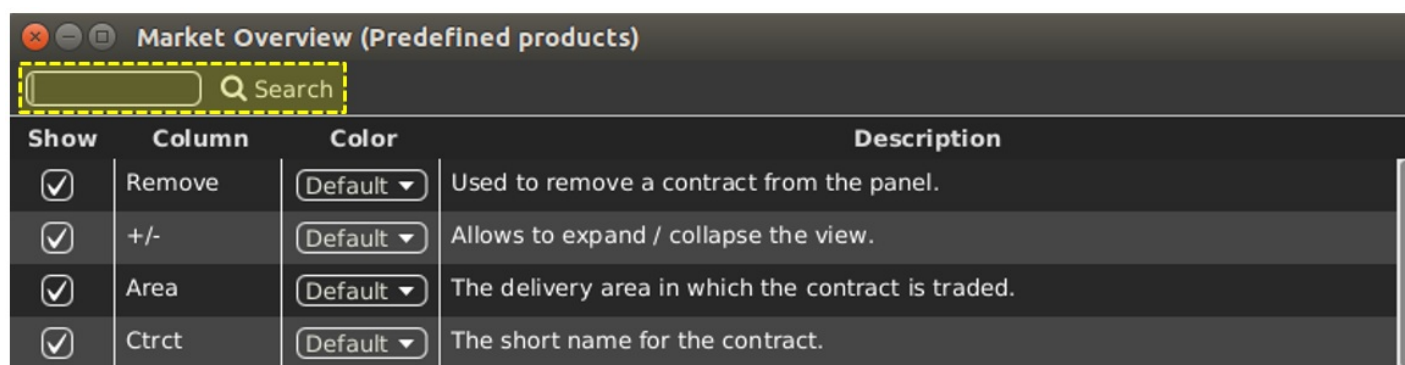 Market Overview (Predefined products)
Search
Show Column Color Description
Remove Default Used to remove a contract from the panel.
+/- Default Allows to expand / collapse the view.
Area Default The delivery area in which the contract is traded.
Ctrct Default The short name for the contract.